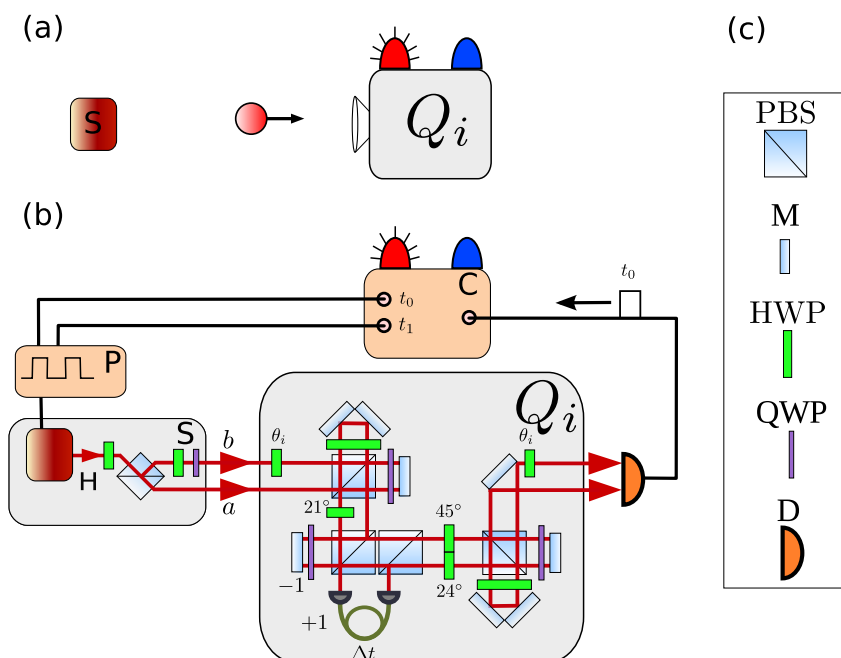 (a)
(c)
S
Q_i
PBS
M
(b)
t_0
C
t_0
t_1
HWP
P
QWP
Q_i
S
b
θ_i
θ_i
H
a
D
21°
45°
−1
24°
+1
Δt